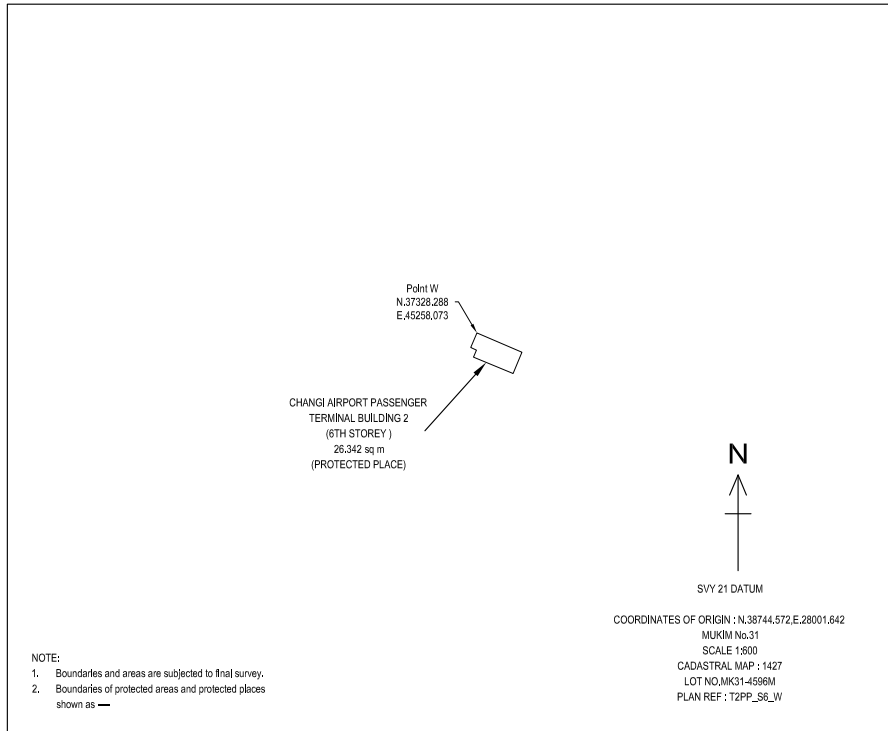 Point W
N.37328.288
E.45258.073
CHANGI AIRPORT PASSENGER
TERMINAL BUILDING 2
(6TH STOREY )
26.342 sq m
(PROTECTED PLACE)
N
SVY 21 DATUM
COORDINATES OF ORIGIN : N.38744.572,E.28001.642
MUKIM No.31
SCALE 1:600
CADASTRAL MAP : 1427
LOT NO.MK31-4596M
PLAN REF : T2PP_S6_W
NOTE:
1. Boundaries and areas are subjected to final survey.
2. Boundaries of protected areas and protected places
shown as —